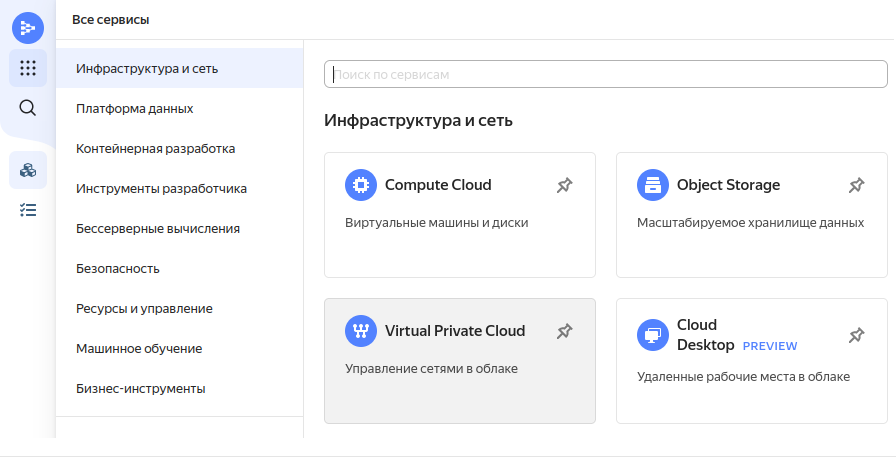 Все сервисы
Инфраструктура и сеть
Платформа данных
Контейнерная разработка
Инструменты разработчика
Бессерверные вычисления
Безопасность
Ресурсы и управление
Машинное обучение
Бизнес-инструменты
Поиск по сервисам
Инфраструктура и сеть
Compute Cloud
Виртуальные машины и диски
Object Storage
Масштабируемое хранилище данных
Virtual Private Cloud
Управление сетями в облаке
Cloud
Desktop PREVIEW
Удаленные рабочие места в облаке